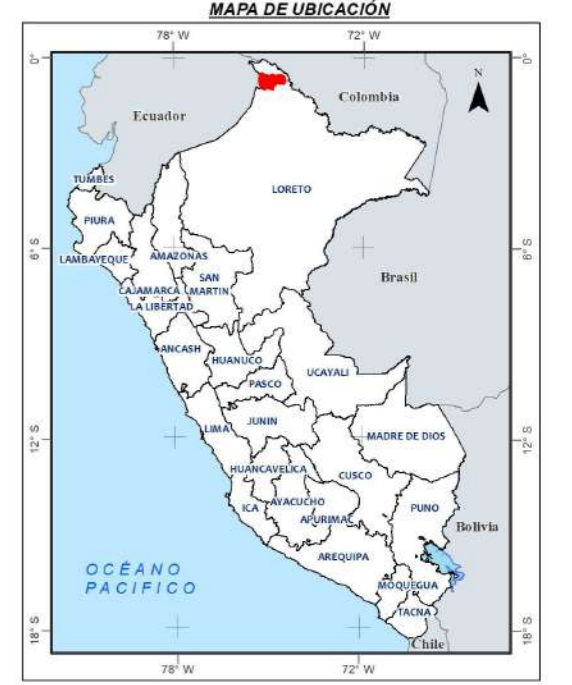 MAPA DE UBICACIÓN
78° W 72° W
0° 0°
N
Colombia
Ecuador
TUMBES
LORETO
PIURA
6° S 6° S
LAMBAYEQUE
AMAZONAS
SAN
MARTIN
Brasil
CAJAMARCA
LA LIBERTAD
ANCASH
HUANUCO
UCAYALI
PASCO
LIMA
JUNIN
MADRE DE DIOS
12° S 12° S
HUANCAVELICA
CUSCO
ICA
AYACUCHO
PUNO
APURIMAC
Bolivia
AREQUIPA
OCÉANO
PACIFICO
MOQUEGUA
TACNA
18° S 18° S
Chile
78° W 72° W